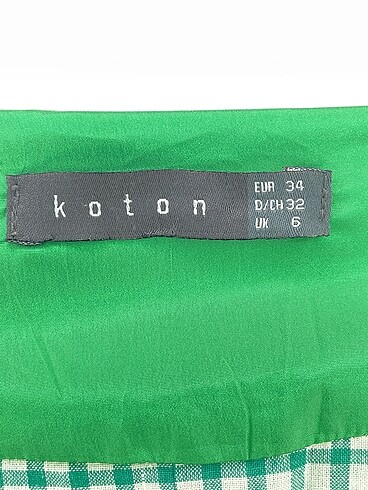 koton
EUR 34
D/CH 32
UK 6